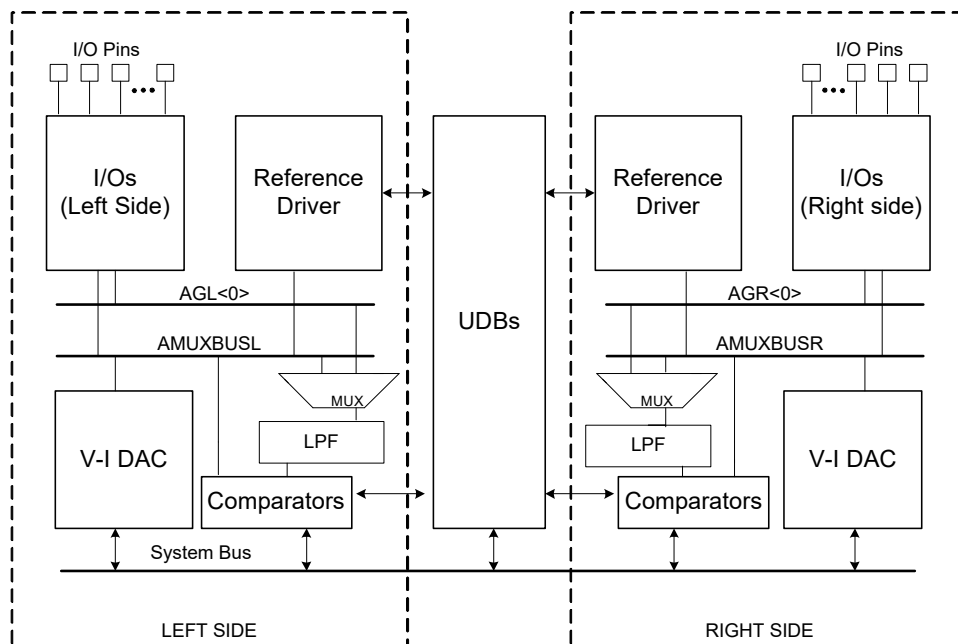 I/O Pins
I/O Pins
I/Os
(Left Side)
Reference
Driver
UDBs
Reference
Driver
I/Os
(Right side)
AGL<0>
AGR<0>
AMUXBUSL
AMUXBUSR
MUX
MUX
LPF
LPF
V-I DAC
Comparators
Comparators
V-I DAC
System Bus
LEFT SIDE
RIGHT SIDE